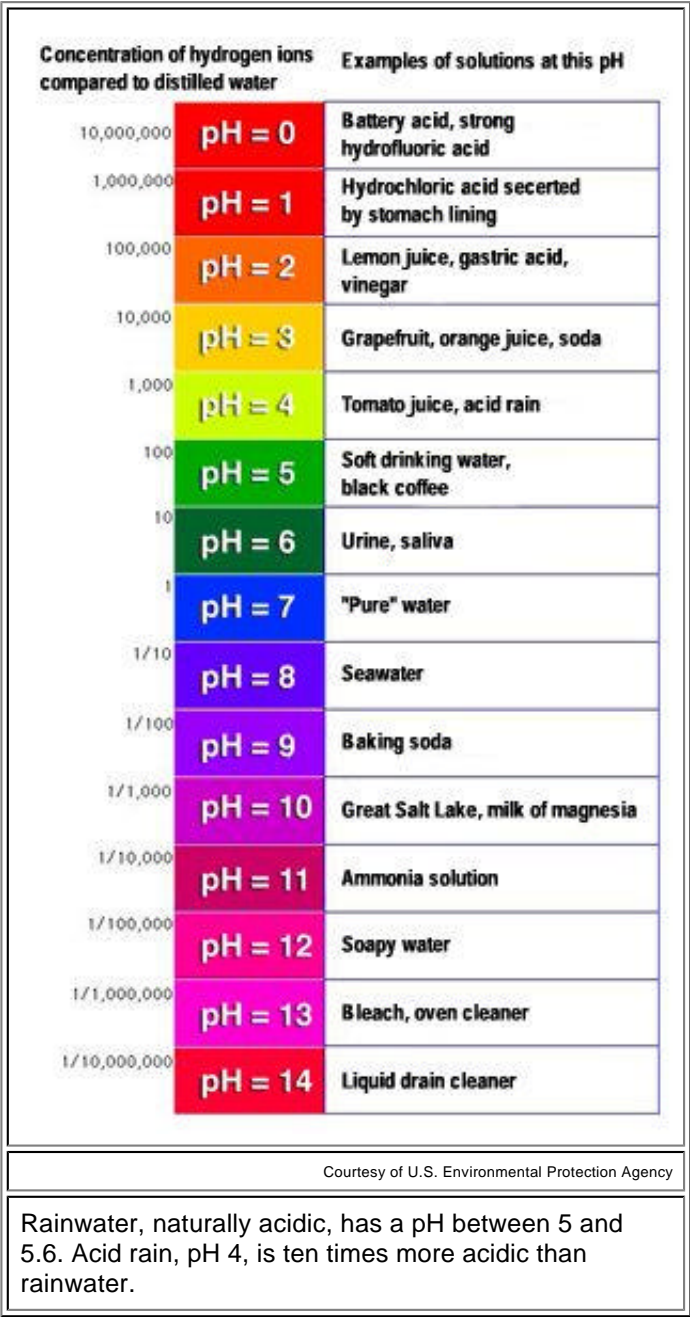 Concentration of hydrogen ions
compared to distilled water
Examples of solutions at this pH
10,000,000 pH = 0 Battery acid, strong
hydrofluoric acid
1,000,000 pH = 1 Hydrochloric acid secerted
by stomach lining
100,000 pH = 2 Lemon juice, gastric acid,
vinegar
10,000 pH = 3 Grapefruit, orange juice, soda
1,000 pH = 4 Tomato juice, acid rain
100 pH = 5 Soft drinking water,
black coffee
10 pH = 6 Urine, saliva
1 pH = 7 "Pure" water
1/10 pH = 8 Seawater
1/100 pH = 9 Baking soda
1/1,000 pH = 10 Great Salt Lake, milk of magnesia
1/10,000 pH = 11 Ammonia solution
1/100,000 pH = 12 Soapy water
1/1,000,000 pH = 13 Bleach, oven cleaner
1/10,000,000 pH = 14 Liquid drain cleaner
Courtesy of U.S. Environmental Protection Agency
Rainwater, naturally acidic, has a pH between 5 and
5.6. Acid rain, pH 4, is ten times more acidic than
rainwater.